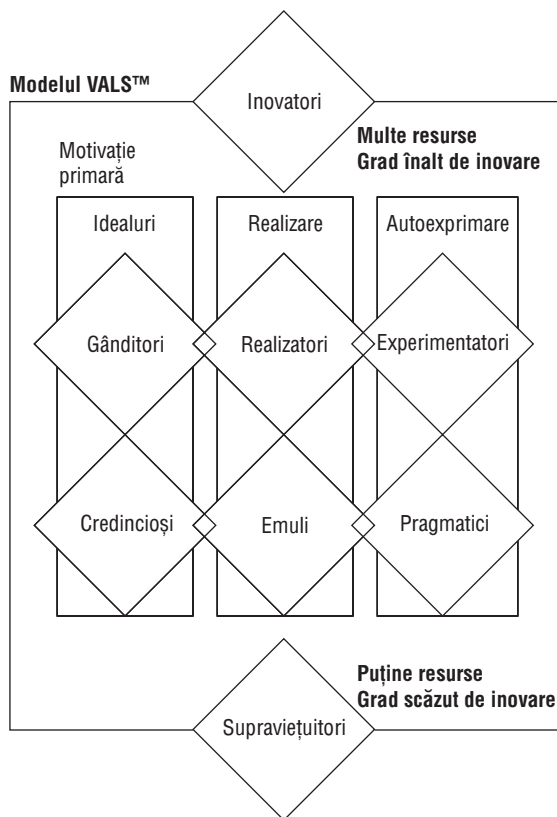 Modelul VALS™
Inovatori
Multe resurse
Grad înalt de inovare
Motivație
primară
Idealuri
Realizare
Autoexprimare
Gânditori
Realizatori
Experimentatori
Credincioși
Emuli
Pragmatici
Puține resurse
Grad scăzut de inovare
Supraviețuitori